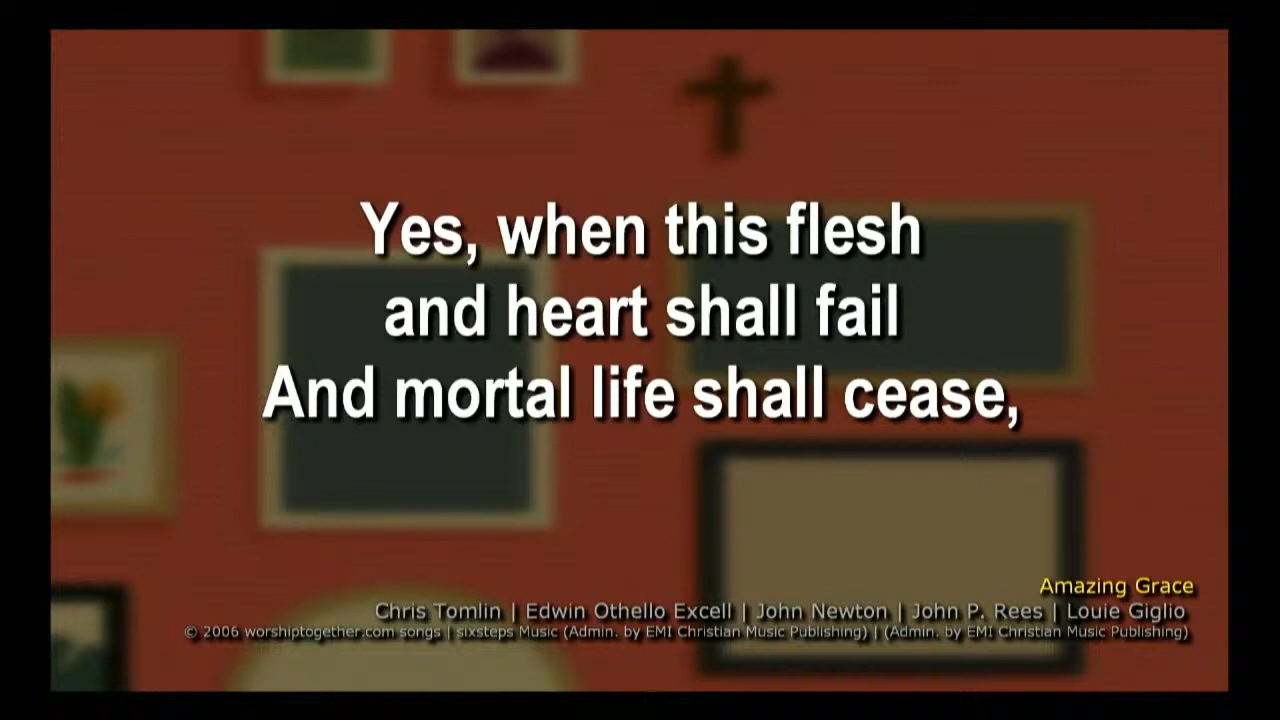 Yes, when this flesh
and heart shall fail
And mortal life shall cease,
Amazing Grace
Chris Tomlin | Edwin Othello Excell | John Newton | John P. Rees | Louie Giglio
© 2006 worshiptogether.com songs | sixsteps Music (Admin. by EMI Christian Music Publishing) | (Admin. by EMI Christian Music Publishing)